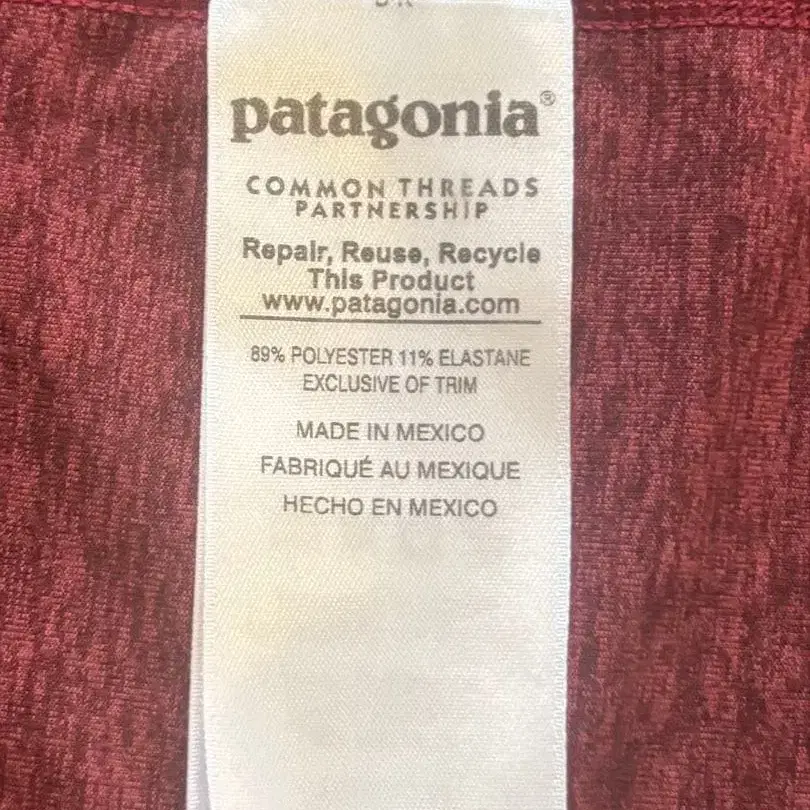 patagonia®
COMMON THREADS
PARTNERSHIP
Repair, Reuse, Recycle
This Product
www.patagonia.com
89% POLYESTER 11% ELASTANE
EXCLUSIVE OF TRIM
MADE IN MEXICO
FABRIQUÉ AU MEXIQUE
HECHO EN MEXICO